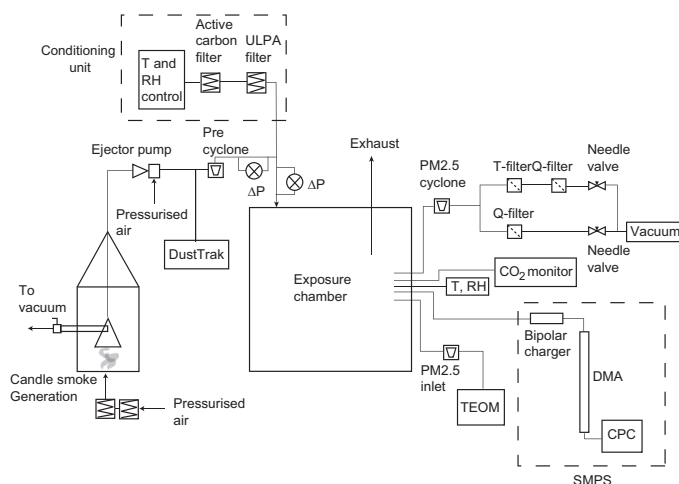 Active
carbon
filter
ULPA
filter
Conditioning
unit
T and
RH
control
Ejector pump
Pre
cyclone
ΔP
ΔP
Pressurised
air
DustTrak
Exhaust
PM2.5
cyclone
T-filter
Q-filter
Needle
valve
Q-filter
Needle
valve
Vacuum
To
vacuum
Exposure
chamber
CO2 monitor
T, RH
Candle smoke
Generation
Pressurised
air
PM2.5
inlet
TEOM
Bipolar
charger
DMA
CPC
SMPS